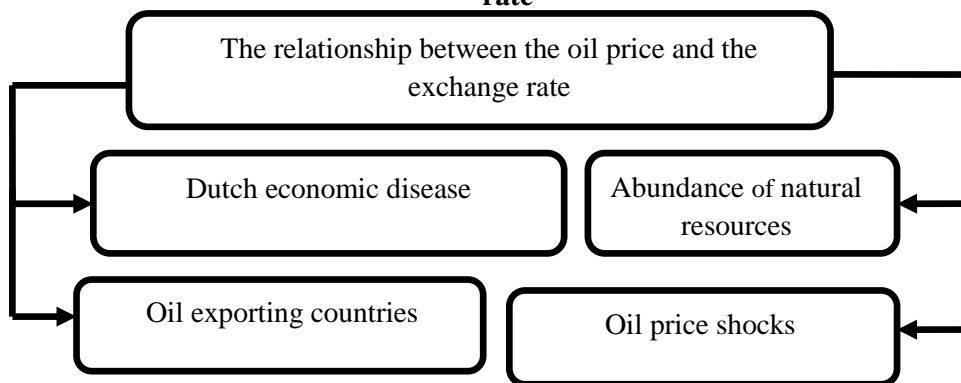 rate
The relationship between the oil price and the
exchange rate
Dutch economic disease
Abundance of natural
resources
Oil exporting countries
Oil price shocks